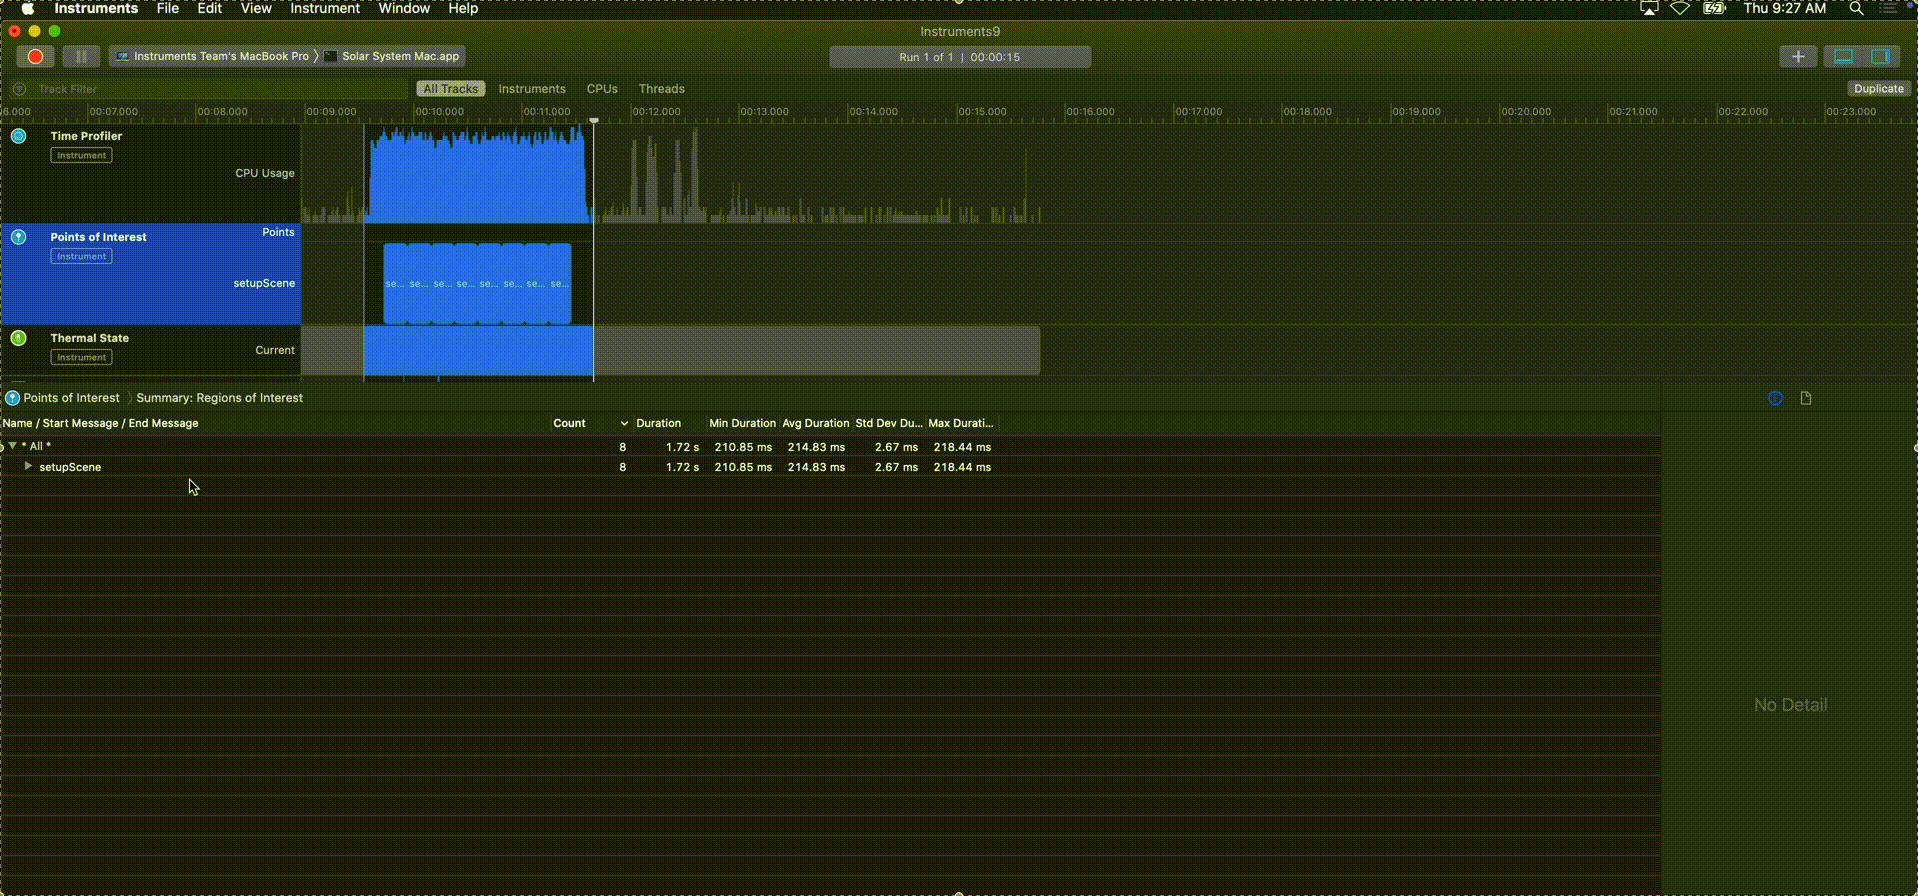 Instruments File Edit View Instrument Window Help Thu 9:27 AM
Instruments9
Instruments Team's MacBook Pro 〉 Solar System Mac.app Run 1 of 1 | 00:00:15
Track Filter All Tracks Instruments CPUs Threads Duplicate
6.000 00:07.000 00:08.000 00:09.000 00:10.000 00:11.000 00:12.000 00:13.000 00:14.000 00:15.000 00:16.000 00:17.000 00:18.000 00:19.000 00:20.000 00:21.000 00:22.000 00:23.000
Time Profiler
Instrument
CPU Usage
Points of Interest Points
Instrument
setupScene se... se... se... se... se... se... se... se...
Thermal State
Current
Instrument
Points of Interest 〉 Summary: Regions of Interest
Name / Start Message / End Message Count Duration Min Duration Avg Duration Std Dev Du... Max Durati...
* All * 8 1.72 s 210.85 ms 214.83 ms 2.67 ms 218.44 ms
setupScene 8 1.72 s 210.85 ms 214.83 ms 2.67 ms 218.44 ms
No Detail